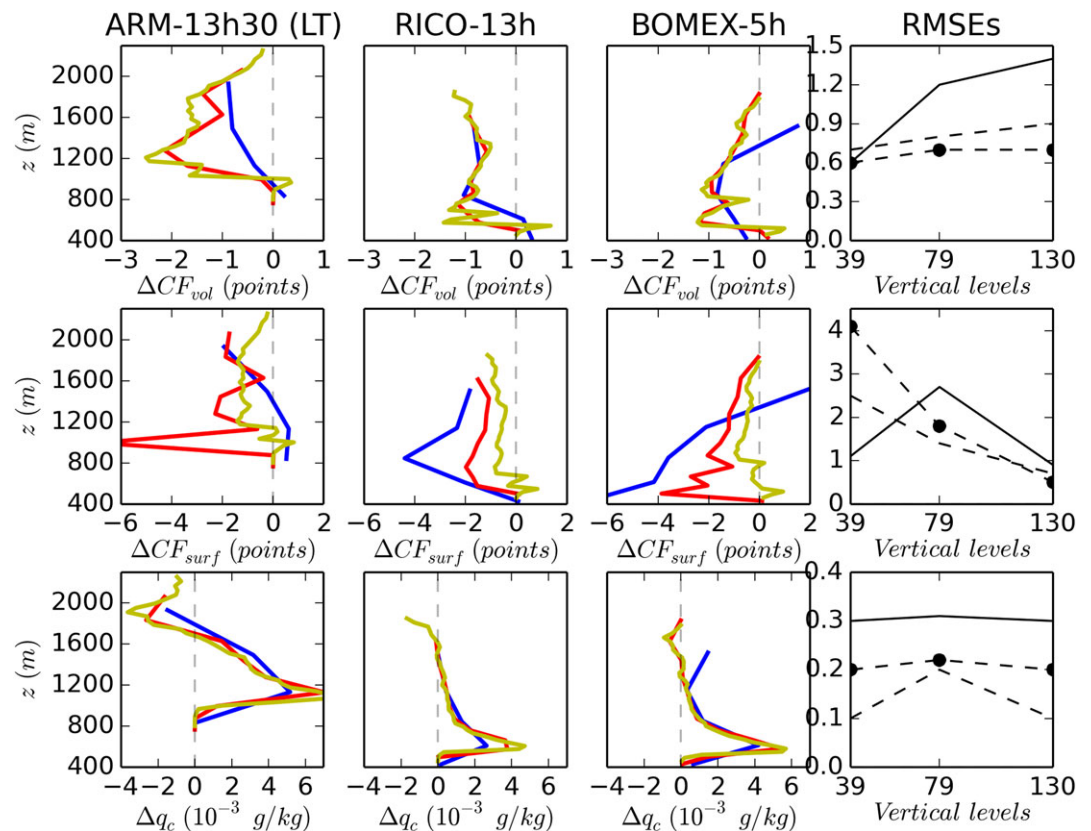 ARM-13h30 (LT) RICO-13h BOMEX-5h RMSEs
z (m)
2000
1600
1200
800
400
−3 −2 −1 0 1
ΔCF_vol (points)
−3 −2 −1 0 1
ΔCF_vol (points)
−3 −2 −1 0 1
ΔCF_vol (points)
1.5
1.2
0.9
0.6
0.3
0.0
39 79 130
Vertical levels
z (m)
2000
1600
1200
800
400
−6 −4 −2 0 2
ΔCF_surf (points)
−6 −4 −2 0 2
ΔCF_surf (points)
−6 −4 −2 0 2
ΔCF_surf (points)
4
3
2
1
0
39 79 130
Vertical levels
z (m)
2000
1600
1200
800
400
−2 0 2 4 6
Δq_c (10^−3 g/kg)
0 2 4 6
Δq_c (10^−3 g/kg)
−2 0 2 4 6
Δq_c (10^−3 g/kg)
0.4
0.3
0.2
0.1
0.0
39 79 130
Vertical levels